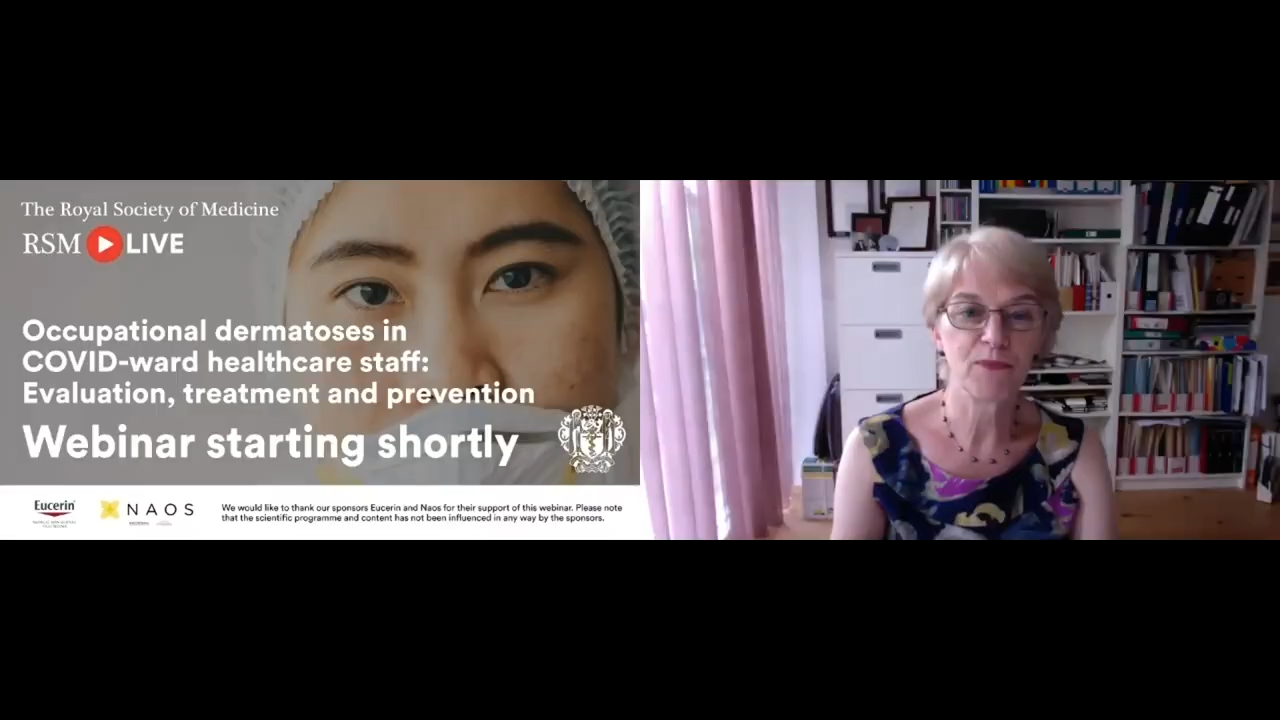 The Royal Society of Medicine
RSM LIVE
Occupational dermatoses in
COVID-ward healthcare staff:
Evaluation, treatment and prevention
Webinar starting shortly
Eucerin
NAOS
We would like to thank our sponsors Eucerin and Naos for their support of this webinar. Please note
that the scientific programme and content has not been influenced in any way by the sponsors.